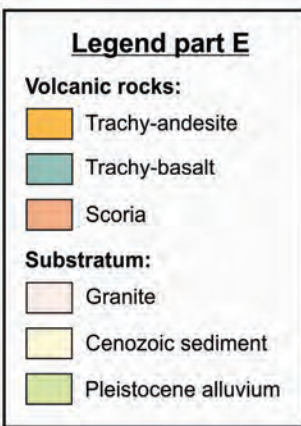 Legend part E
Volcanic rocks:
Trachy-andesite
Trachy-basalt
Scoria
Substratum:
Granite
Cenozoic sediment
Pleistocene alluvium